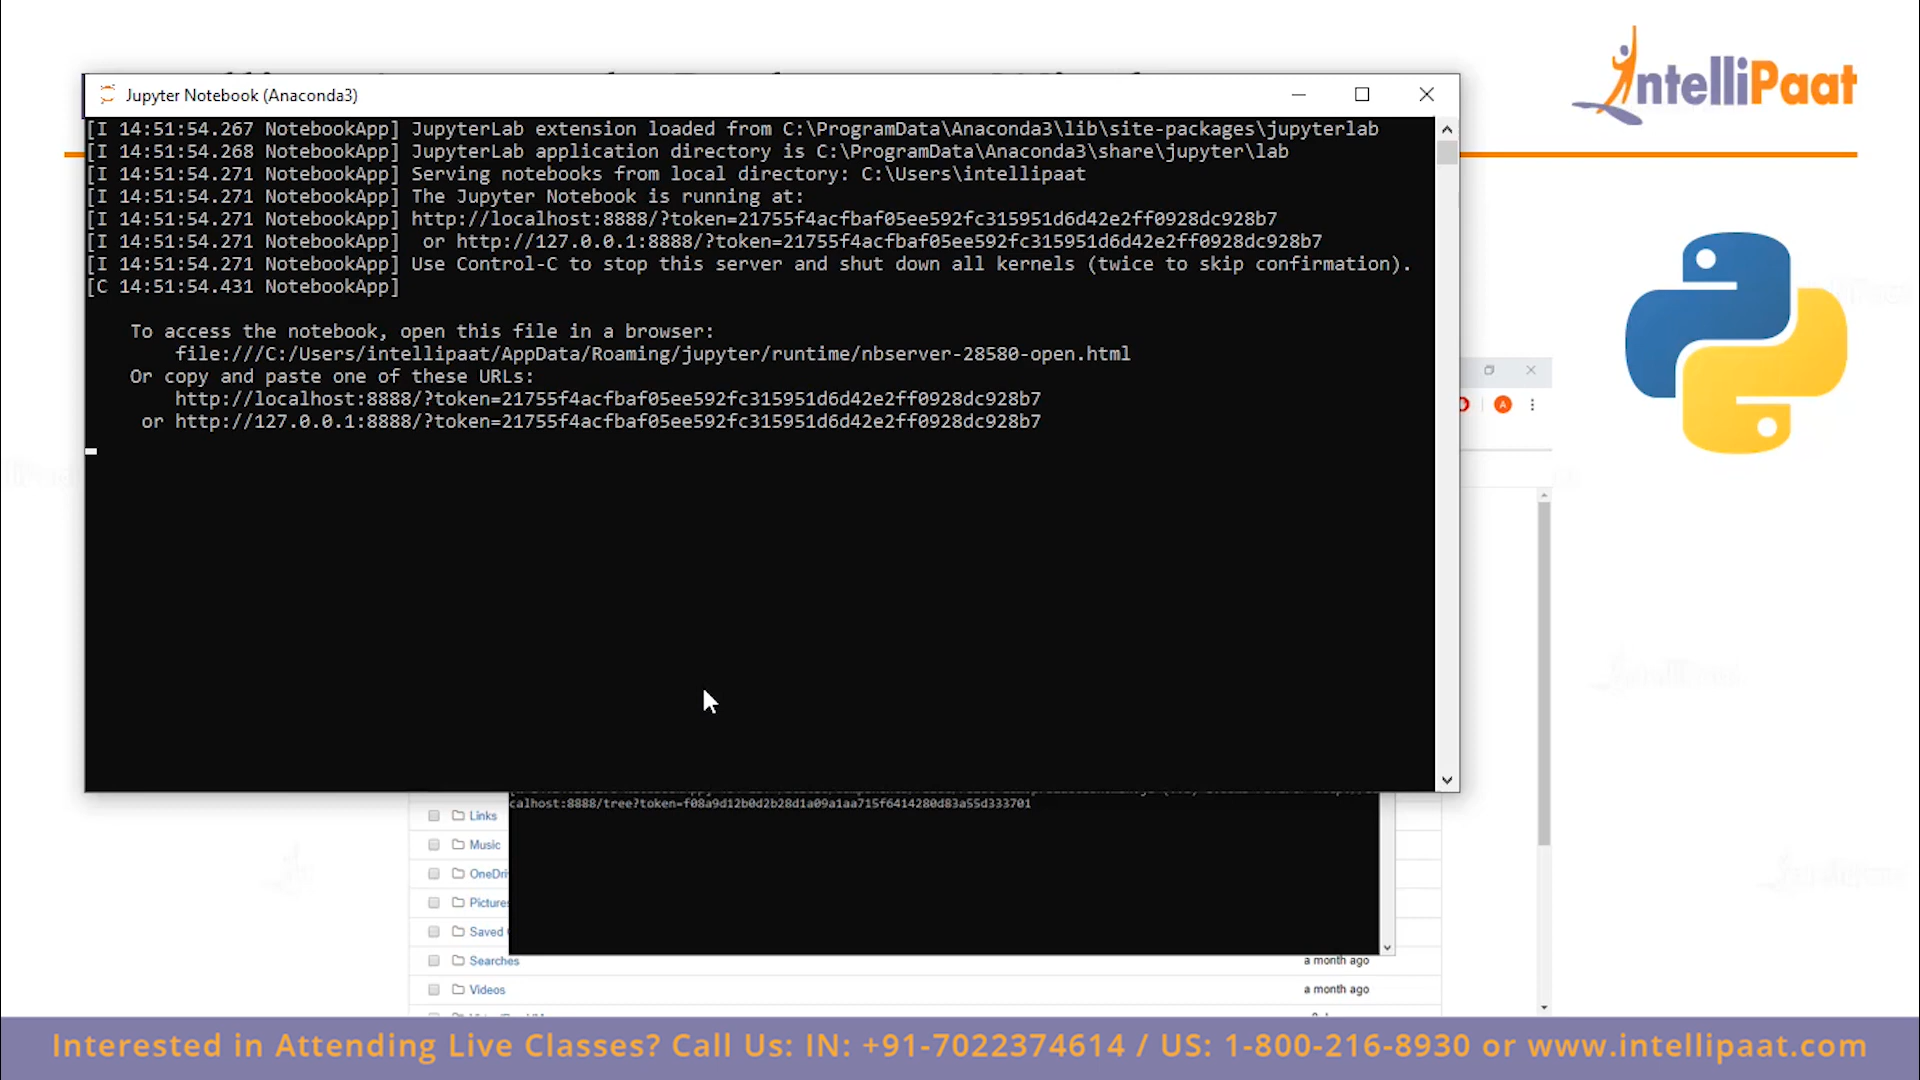 IntelliPaat
Jupyter Notebook (Anaconda3)
[I 14:51:54.267 NotebookApp] JupyterLab extension loaded from C:\ProgramData\Anaconda3\lib\site-packages\jupyterlab
[I 14:51:54.268 NotebookApp] JupyterLab application directory is C:\ProgramData\Anaconda3\share\jupyter\lab
[I 14:51:54.271 NotebookApp] Serving notebooks from local directory: C:\Users\intellipaat
[I 14:51:54.271 NotebookApp] The Jupyter Notebook is running at:
[I 14:51:54.271 NotebookApp] http://localhost:8888/?token=21755f4acfbaf05ee592fc315951d6d42e2ff0928dc928b7
[I 14:51:54.271 NotebookApp]  or http://127.0.0.1:8888/?token=21755f4acfbaf05ee592fc315951d6d42e2ff0928dc928b7
[I 14:51:54.271 NotebookApp] Use Control-C to stop this server and shut down all kernels (twice to skip confirmation).
[C 14:51:54.431 NotebookApp]
To access the notebook, open this file in a browser:
file:///C:/Users/intellipaat/AppData/Roaming/jupyter/runtime/nbserver-28580-open.html
Or copy and paste one of these URLs:
http://localhost:8888/?token=21755f4acfbaf05ee592fc315951d6d42e2ff0928dc928b7
or http://127.0.0.1:8888/?token=21755f4acfbaf05ee592fc315951d6d42e2ff0928dc928b7
A
calhost:8888/tree?token=f08a9d12b0d2b28d1a09a1aa715f6414280d83a55d333701
Links
Music
OneDri
Pictures
Saved
Searches a month ago
Videos a month ago
Interested in Attending Live Classes? Call Us: IN: +91-7022374614 / US: 1-800-216-8930 or www.intellipaat.com